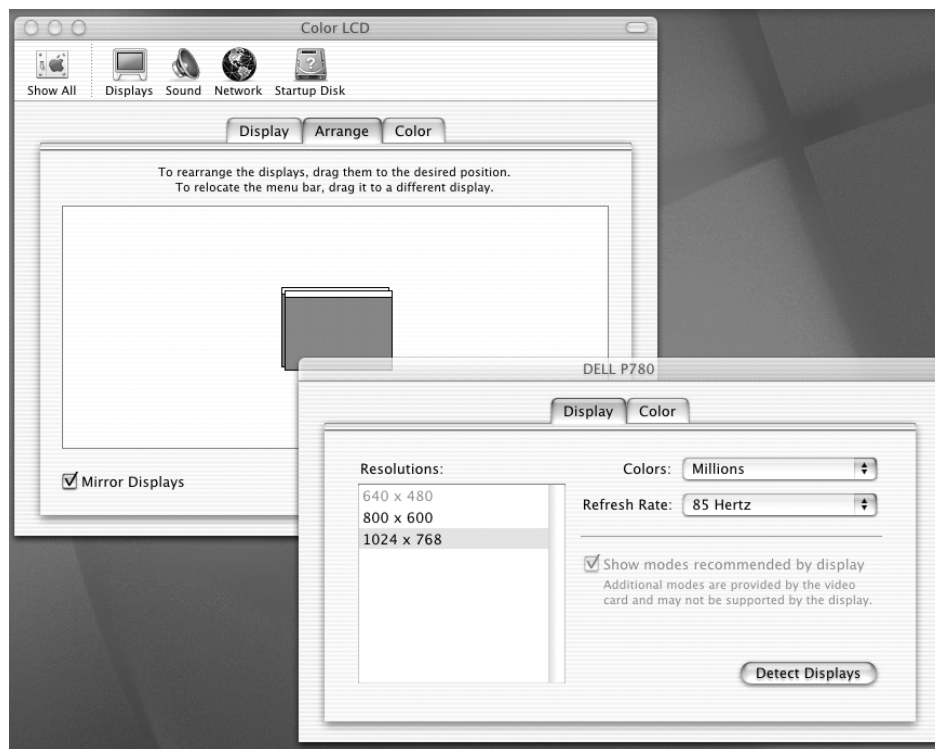 Color LCD
Show All
Displays
Sound
Network
Startup Disk
Display
Arrange
Color
To rearrange the displays, drag them to the desired position.
To relocate the menu bar, drag it to a different display.
Mirror Displays
DELL P780
Display
Color
Resolutions:
640 x 480
800 x 600
1024 x 768
Colors: Millions
Refresh Rate: 85 Hertz
Show modes recommended by display
Additional modes are provided by the video
card and may not be supported by the display.
Detect Displays